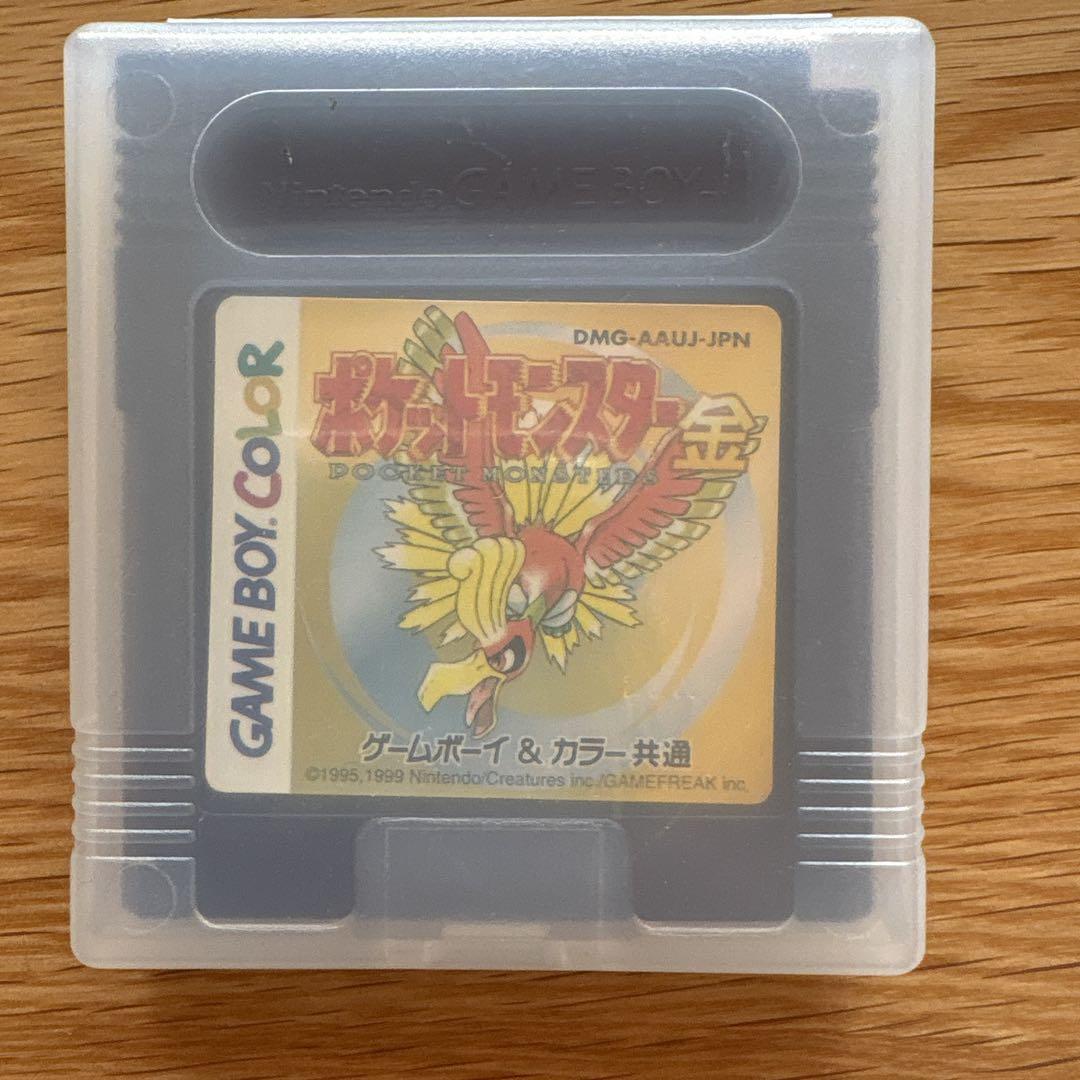 Nintendo GAME BOY
GAME BOY COLOR
DMG-AAUJ-JPN
ポケットモンスター 金
POCKET MONSTERS
ゲームボーイ & カラー共通
©1995,1999 Nintendo/Creatures inc./GAMEFREAK inc.